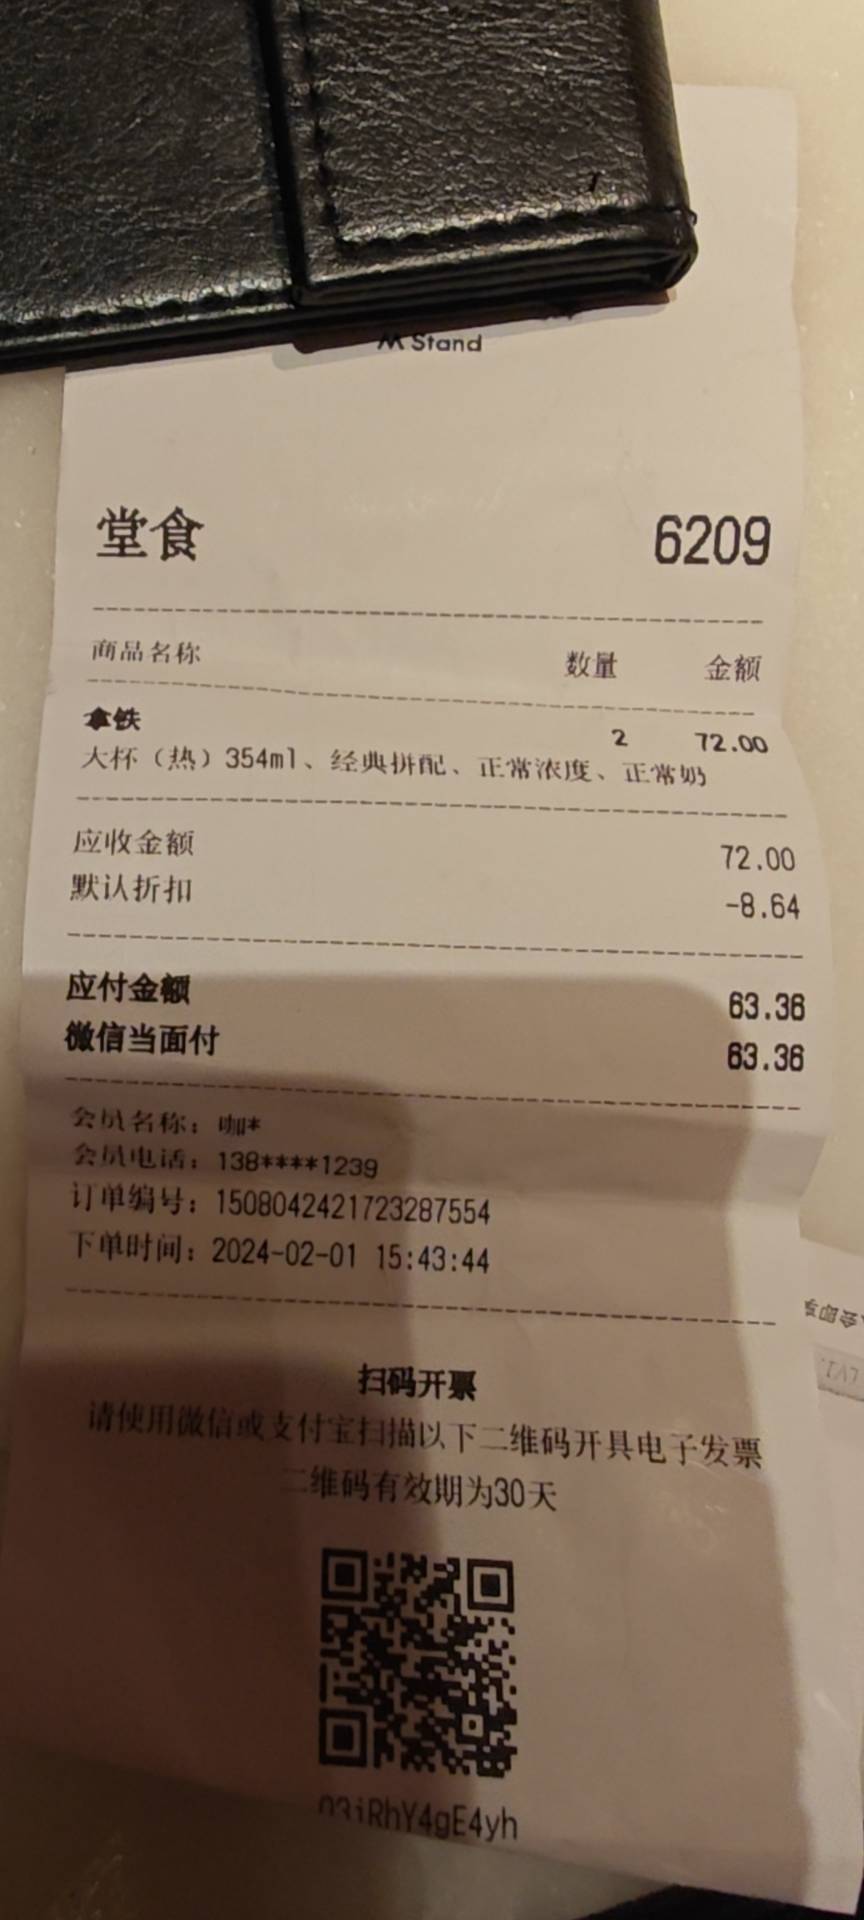 M Stand
堂食 6209
商品名称 数量 金额
拿铁 2 72.00
大杯（热）354ml、经典拼配、正常浓度、正常奶
应收金额 72.00
默认折扣 -8.64
应付金额 63.36
微信当面付 63.36
会员名称：咖*
会员电话：138****1239
订单编号：1508042421723287554
下单时间：2024-02-01 15:43:44
扫码开票
请使用微信或支付宝扫描以下二维码开具电子发票
二维码有效期为30天
Q3iRhY4gE4yh